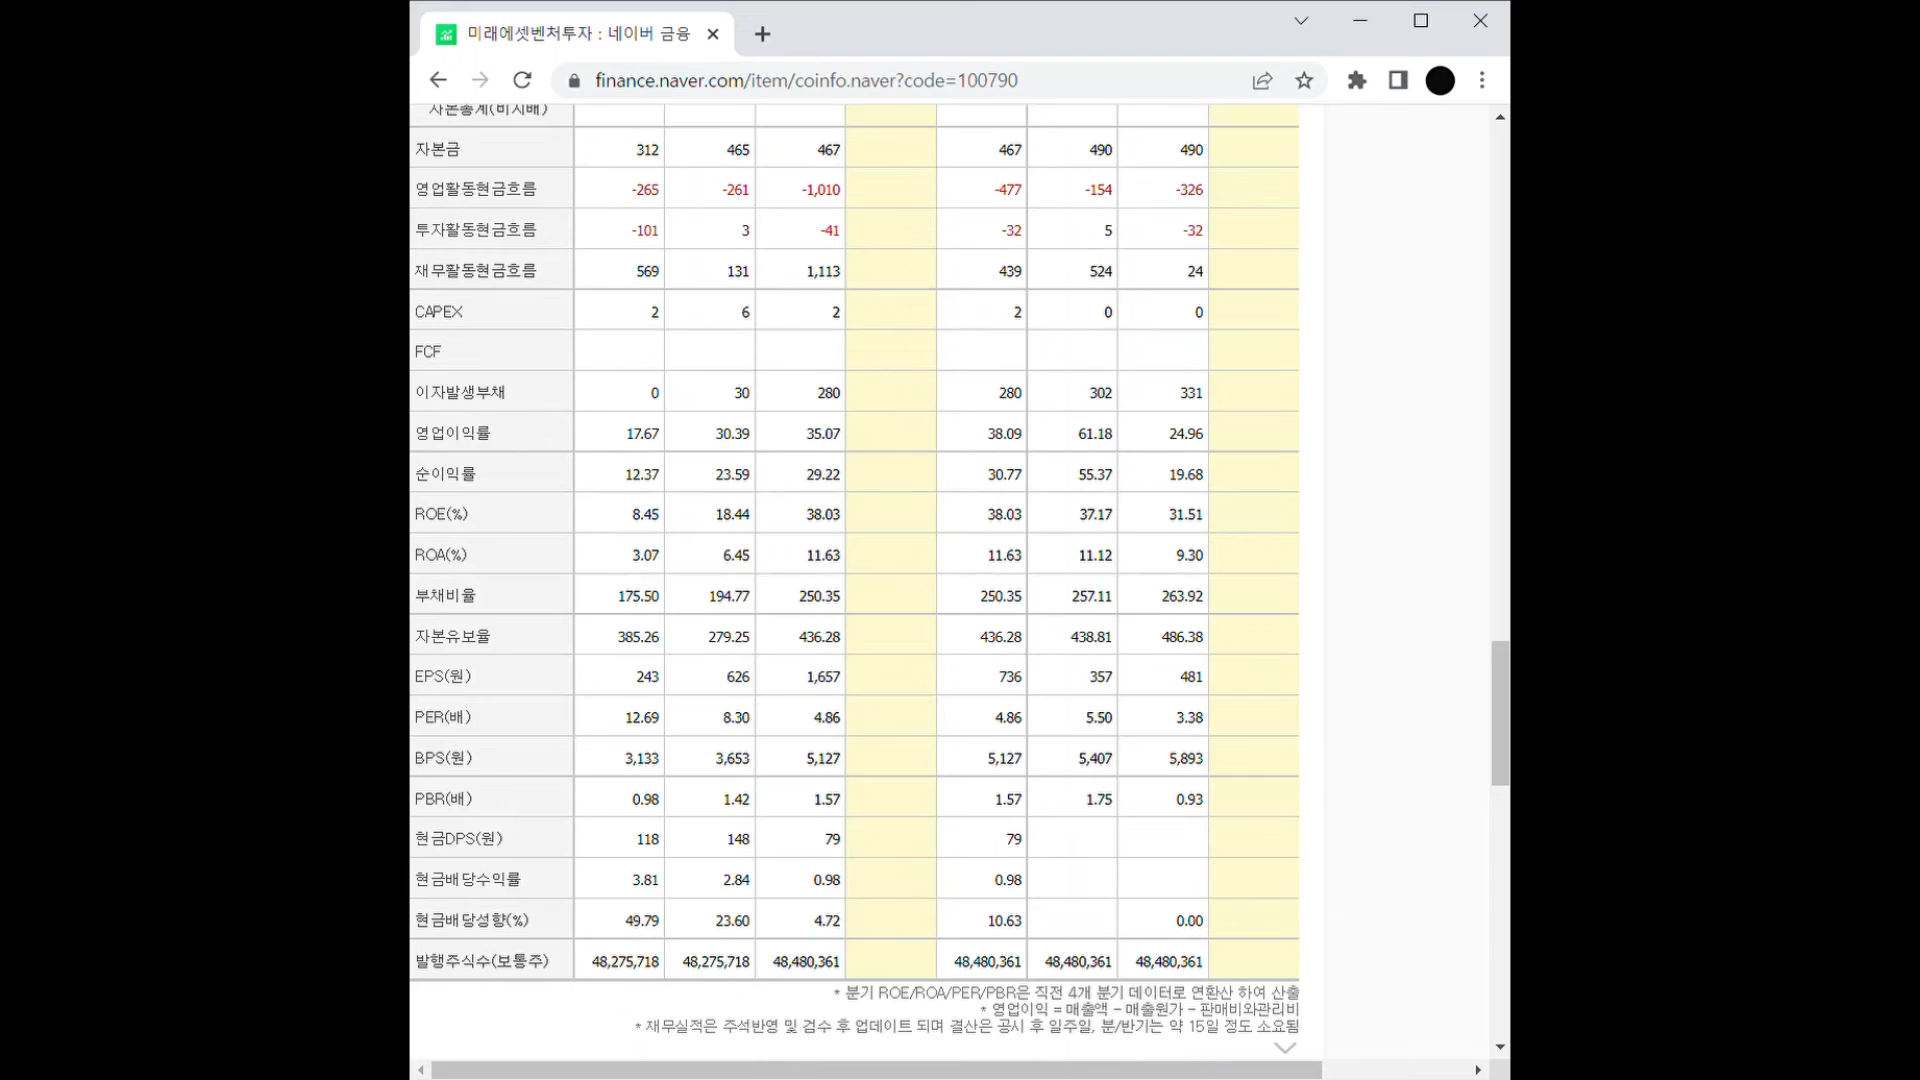 미래에셋벤처투자 : 네이버 금융
finance.naver.com/item/coinfo.naver?code=100790
자본총계(비지배)
자본금 312 465 467 467 490 490
영업활동현금흐름 -265 -261 -1,010 -477 -154 -326
투자활동현금흐름 -101 3 -41 -32 5 -32
재무활동현금흐름 569 131 1,113 439 524 24
CAPEX 2 6 2 2 0 0
FCF
이자발생부채 0 30 280 280 302 331
영업이익률 17.67 30.39 35.07 38.09 61.18 24.96
순이익률 12.37 23.59 29.22 30.77 55.37 19.68
ROE(%) 8.45 18.44 38.03 38.03 37.17 31.51
ROA(%) 3.07 6.45 11.63 11.63 11.12 9.30
부채비율 175.50 194.77 250.35 250.35 257.11 263.92
자본유보율 385.26 279.25 436.28 436.28 438.81 486.38
EPS(원) 243 626 1,657 736 357 481
PER(배) 12.69 8.30 4.86 4.86 5.50 3.38
BPS(원) 3,133 3,653 5,127 5,127 5,407 5,893
PBR(배) 0.98 1.42 1.57 1.57 1.75 0.93
현금DPS(원) 118 148 79 79
현금배당수익률 3.81 2.84 0.98 0.98
현금배당성향(%) 49.79 23.60 4.72 10.63 0.00
발행주식수(보통주) 48,275,718 48,275,718 48,480,361 48,480,361 48,480,361 48,480,361
* 분기 ROE/ROA/PER/PBR은 직전 4개 분기 데이터로 연환산 하여 산출
* 영업이익 = 매출액 - 매출원가 - 판매비와관리비
* 재무실적은 주석반영 및 검수 후 업데이트 되며 결산은 공시 후 일주일, 분/반기는 약 15일 정도 소요됨